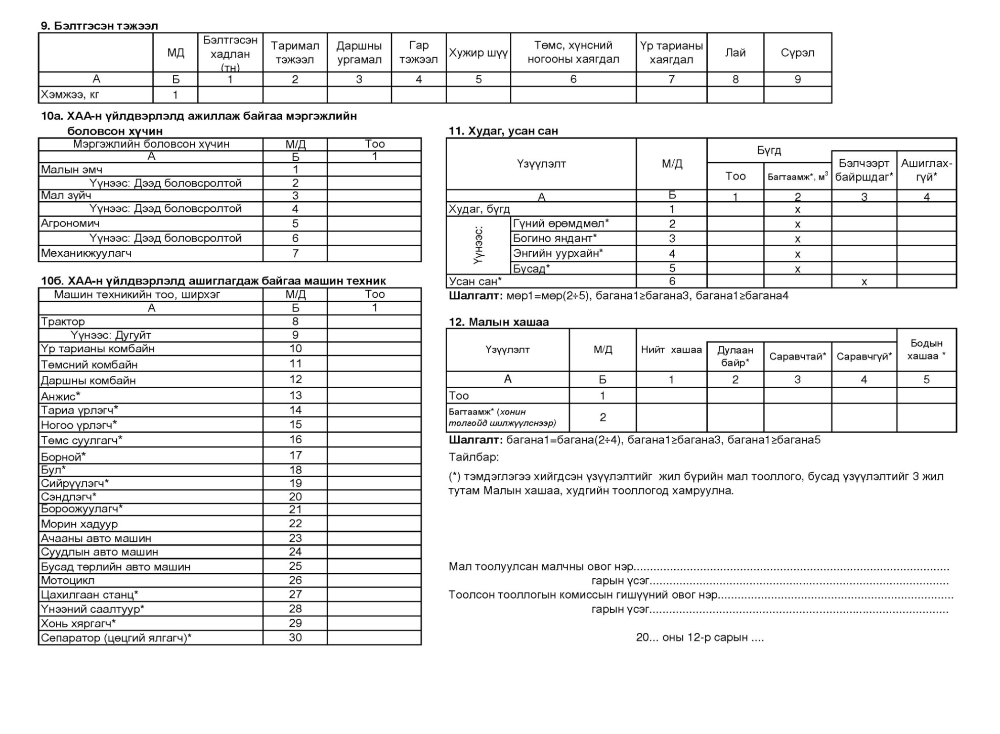 9. Бэлтгэсэн тэжээл
МД Бэлтгэсэн хадлан (тн) Таримал тэжээл Даршны ургамал Гар тэжээл Хужир шүү Төмс, хүнсний ногооны хаягдал Үр тарианы хаягдал Лай Сүрэл
А Б 1 2 3 4 5 6 7 8 9
Хэмжээ, кг 1
10а. ХАА-н үйлдвэрлэлд ажиллаж байгаа мэргэжлийн
боловсон хүчин
Мэргэжлийн боловсон хүчин М/Д Тоо
А Б 1
Малын эмч 1
Үүнээс: Дээд боловсролтой 2
Мал зүйч 3
Үүнээс: Дээд боловсролтой 4
Агрономич 5
Үүнээс: Дээд боловсролтой 6
Механикжуулагч 7
10б. ХАА-н үйлдвэрлэлд ашиглагдаж байгаа машин техник
Машин техникийн тоо, ширхэг М/Д Тоо
А Б 1
Трактор 8
Үүнээс: Дугуйт 9
Үр тарианы комбайн 10
Төмсний комбайн 11
Даршны комбайн 12
Анжис* 13
Тариа үрлэгч* 14
Ногоо үрлэгч* 15
Төмс суулгагч* 16
Борной* 17
Бул* 18
Сийрүүлэгч* 19
Сэндлэгч* 20
Бороожуулагч* 21
Морин хадуур 22
Ачааны авто машин 23
Суудлын авто машин 24
Бусад төрлийн авто машин 25
Мотоцикл 26
Цахилгаан станц* 27
Үнээний саалтуур* 28
Хонь хяргагч* 29
Сепаратор (цөцгий ялгагч)* 30
11. Худаг, усан сан
Үзүүлэлт М/Д Бүгд
Тоо Багтаамж*, м³ Бэлчээрт байршдаг* Ашиглах-гүй*
А Б 1 2 3 4
Худаг, бүгд 1 х
Үүнээс:
Гүний өрөмдмөл* 2 х
Богино яндант* 3 х
Энгийн уурхайн* 4 х
Бусад* 5 х
Усан сан* 6 х
Шалгалт: мөр1=мөр(2÷5), багана1≥багана3, багана1≥багана4
12. Малын хашаа
Үзүүлэлт М/Д Нийт хашаа Дулаан байр* Саравчтай* Саравчгүй* Бодын хашаа *
А Б 1 2 3 4 5
Тоо 1
Багтаамж* (хонин толгойд шилжүүлснээр) 2
Шалгалт: багана1=багана(2÷4), багана1≥багана3, багана1≥багана5
Тайлбар:
(*) тэмдэглэгээ хийгдсэн үзүүлэлтийг жил бүрийн мал тооллого, бусад үзүүлэлтийг 3 жил
тутам Малын хашаа, худгийн тооллогод хамруулна.
Мал тоолуулсан малчны овог нэр................................................................................................
гарын үсэг...........................................................................................
Тоолсон тооллогын комиссын гишүүний овог нэр.......................................................................
гарын үсэг...........................................................................................
20... оны 12-р сарын ....